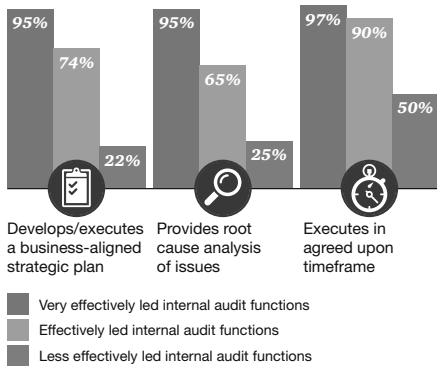 95%
74%
22%
95%
65%
25%
97%
90%
50%
Develops/executes
a business-aligned
strategic plan
Provides root
cause analysis
of issues
Executes in
agreed upon
timeframe
Very effectively led internal audit functions
Effectively led internal audit functions
Less effectively led internal audit functions